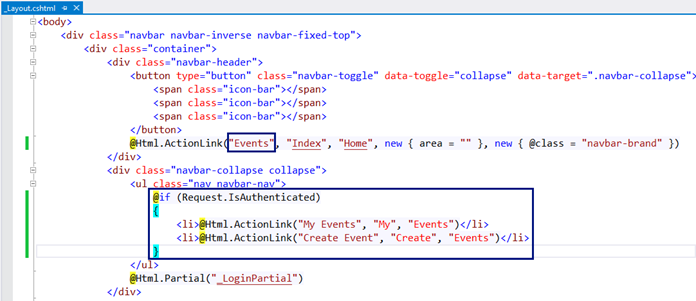 _Layout.cshtml
<body>
<div class="navbar navbar-inverse navbar-fixed-top">
<div class="container">
<div class="navbar-header">
<button type="button" class="navbar-toggle" data-toggle="collapse" data-target=".navbar-collapse">
<span class="icon-bar"></span>
<span class="icon-bar"></span>
<span class="icon-bar"></span>
</button>
@Html.ActionLink("Events", "Index", "Home", new { area = "" }, new { @class = "navbar-brand" })
</div>
<div class="navbar-collapse collapse">
<ul class="nav navbar-nav">
@if (Request.IsAuthenticated)
{
<li>@Html.ActionLink("My Events", "My", "Events")</li>
<li>@Html.ActionLink("Create Event", "Create", "Events")</li>
}
</ul>
@Html.Partial("_LoginPartial")
</div>